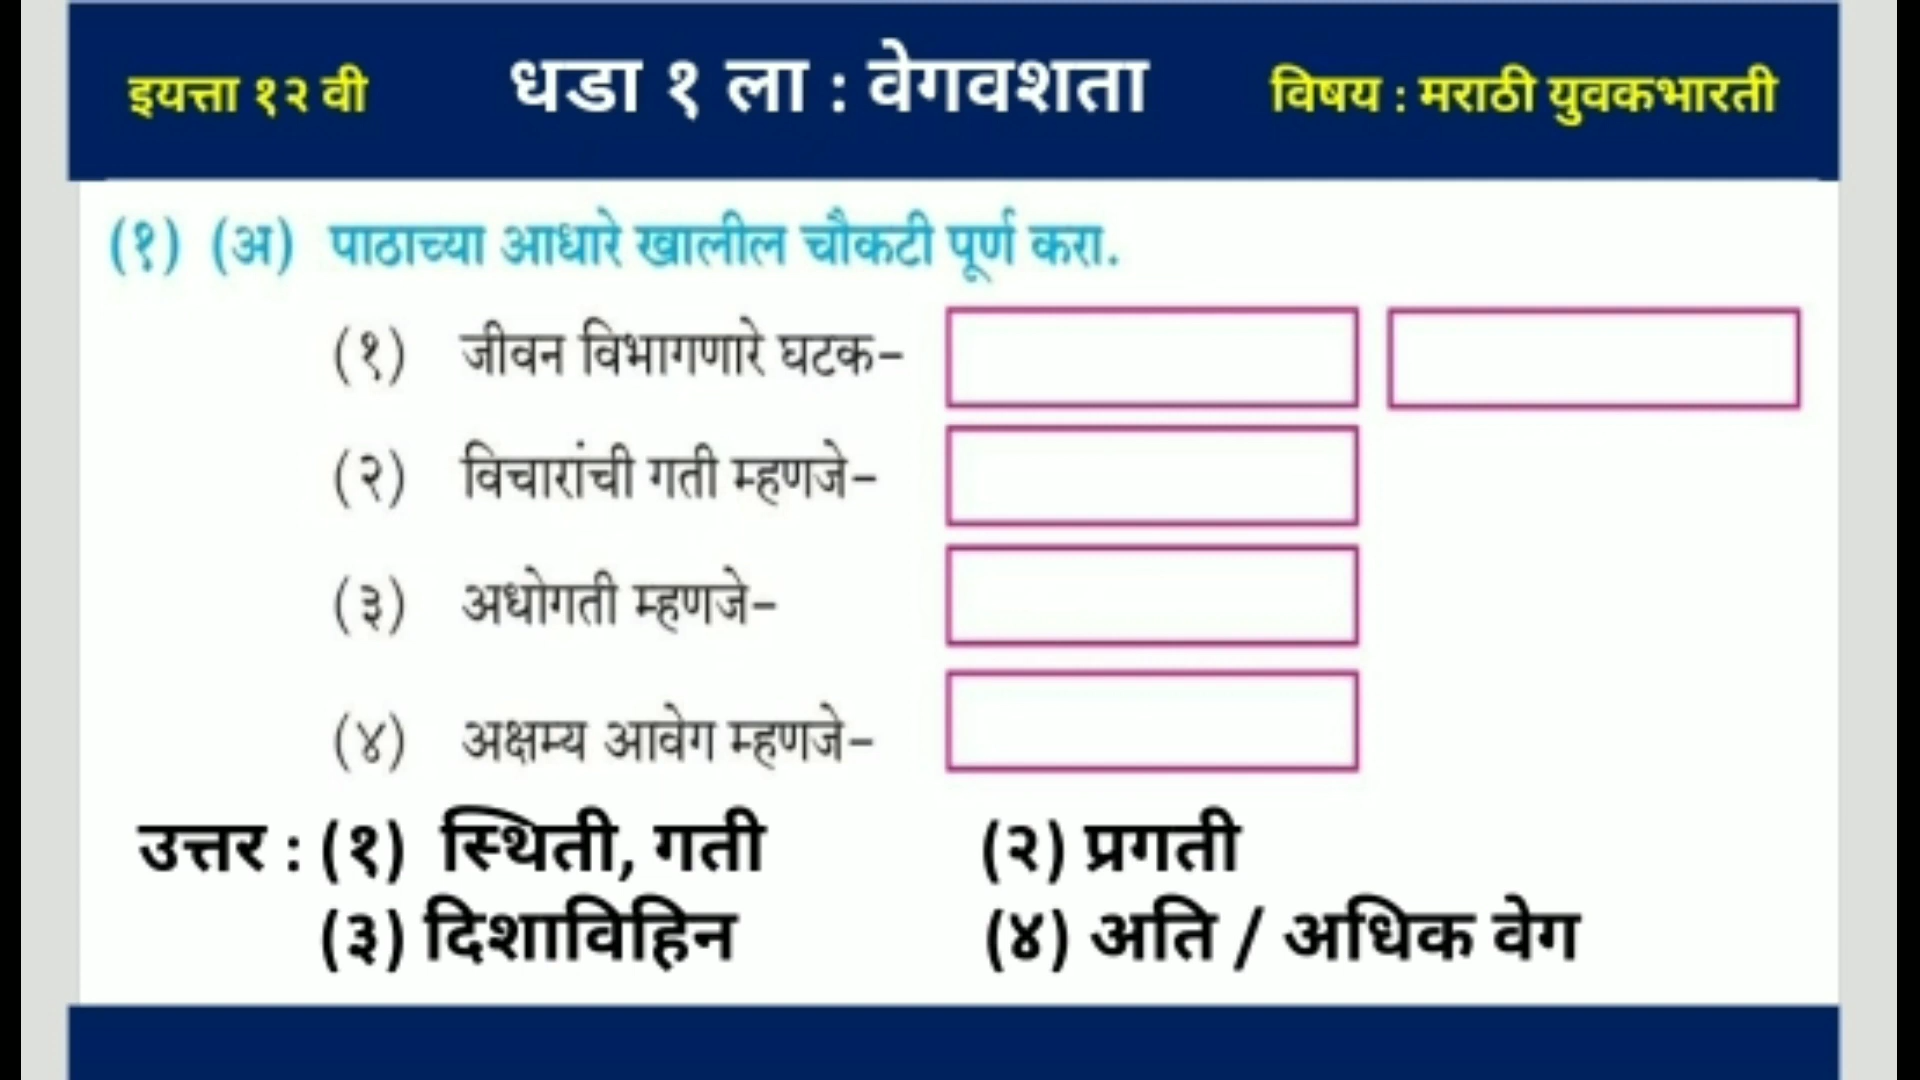 इयत्ता १२ वी धडा १ ला : वेगवशता विषय : मराठी युवकभारती
(१) (अ) पाठाच्या आधारे खालील चौकटी पूर्ण करा.
(१) जीवन विभागणारे घटक-
(२) विचारांची गती म्हणजे-
(३) अधोगती म्हणजे-
(४) अक्षम्य आवेग म्हणजे-
उत्तर : (१) स्थिती, गती (२) प्रगती
(३) दिशाविहिन (४) अति / अधिक वेग